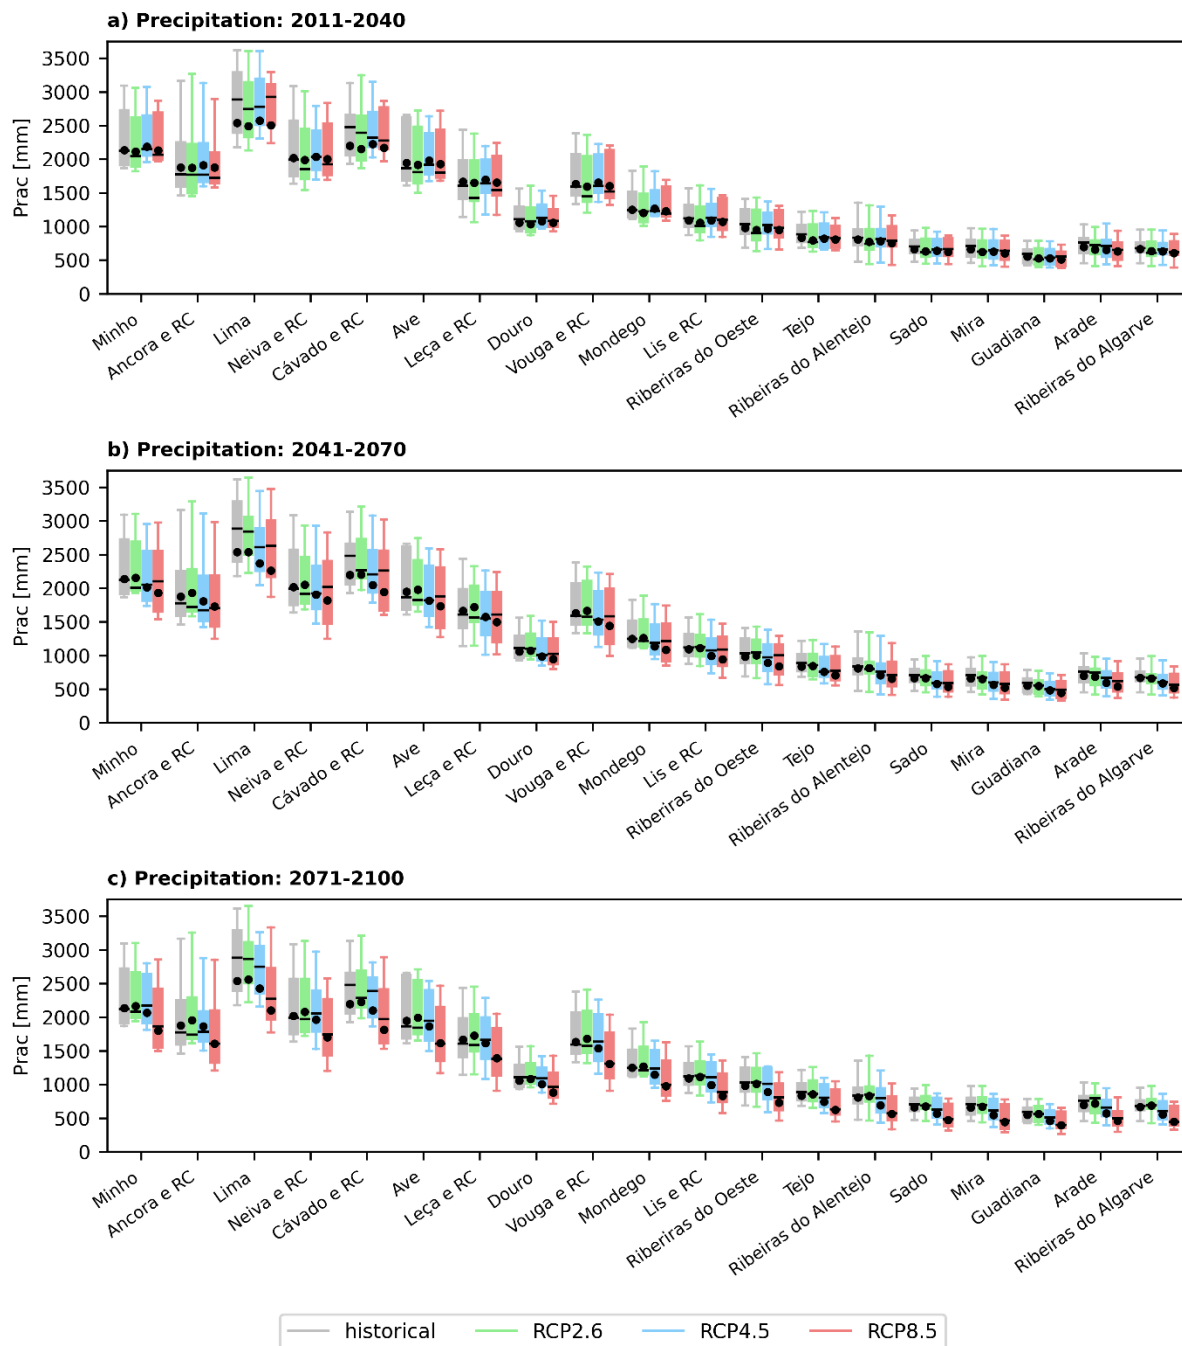 a) Precipitation: 2011-2040
Prac [mm]
3500
3000
2500
2000
1500
1000
500
0
Minho
Ancora e RC
Lima
Neiva e RC
Cávado e RC
Ave
Leça e RC
Douro
Vouga e RC
Mondego
Lis e RC
Riberiras do Oeste
Tejo
Ribeiras do Alentejo
Sado
Mira
Guadiana
Arade
Ribeiras do Algarve
b) Precipitation: 2041-2070
Prac [mm]
3500
3000
2500
2000
1500
1000
500
0
Minho
Ancora e RC
Lima
Neiva e RC
Cávado e RC
Ave
Leça e RC
Douro
Vouga e RC
Mondego
Lis e RC
Riberiras do Oeste
Tejo
Ribeiras do Alentejo
Sado
Mira
Guadiana
Arade
Ribeiras do Algarve
c) Precipitation: 2071-2100
Prac [mm]
3500
3000
2500
2000
1500
1000
500
0
Minho
Ancora e RC
Lima
Neiva e RC
Cávado e RC
Ave
Leça e RC
Douro
Vouga e RC
Mondego
Lis e RC
Riberiras do Oeste
Tejo
Ribeiras do Alentejo
Sado
Mira
Guadiana
Arade
Ribeiras do Algarve
historical RCP2.6 RCP4.5 RCP8.5